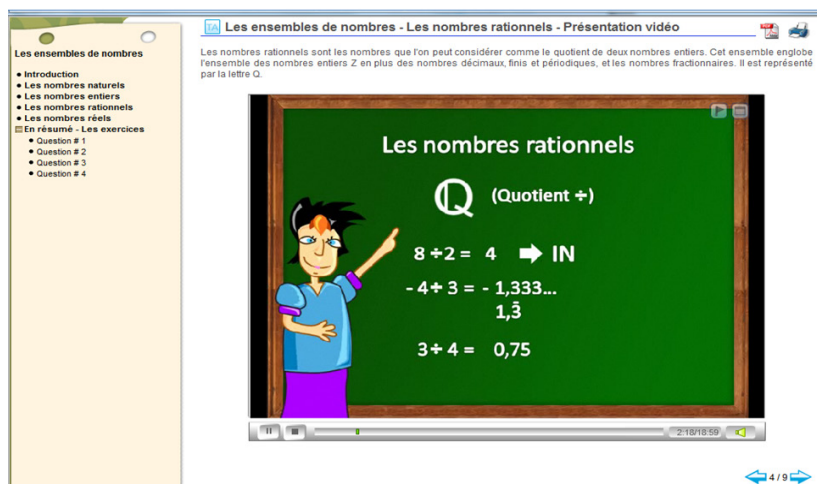 Les ensembles de nombres
● Introduction
● Les nombres naturels
● Les nombres entiers
● Les nombres rationnels
● Les nombres réels
En résumé - Les exercices
● Question # 1
● Question # 2
● Question # 3
● Question # 4
TA Les ensembles de nombres - Les nombres rationnels - Présentation vidéo
Les nombres rationnels sont les nombres que l'on peut considérer comme le quotient de deux nombres entiers. Cet ensemble englobe
l'ensemble des nombres entiers Z en plus des nombres décimaux, finis et périodiques, et les nombres fractionnaires. Il est représenté
par la lettre Q.
Les nombres rationnels
Q (Quotient ÷)
8 ÷ 2 = 4 ➡ IN
- 4 ÷ 3 = - 1,333...
1,3̄
3 ÷ 4 = 0,75
2:18/18:59
4 / 9